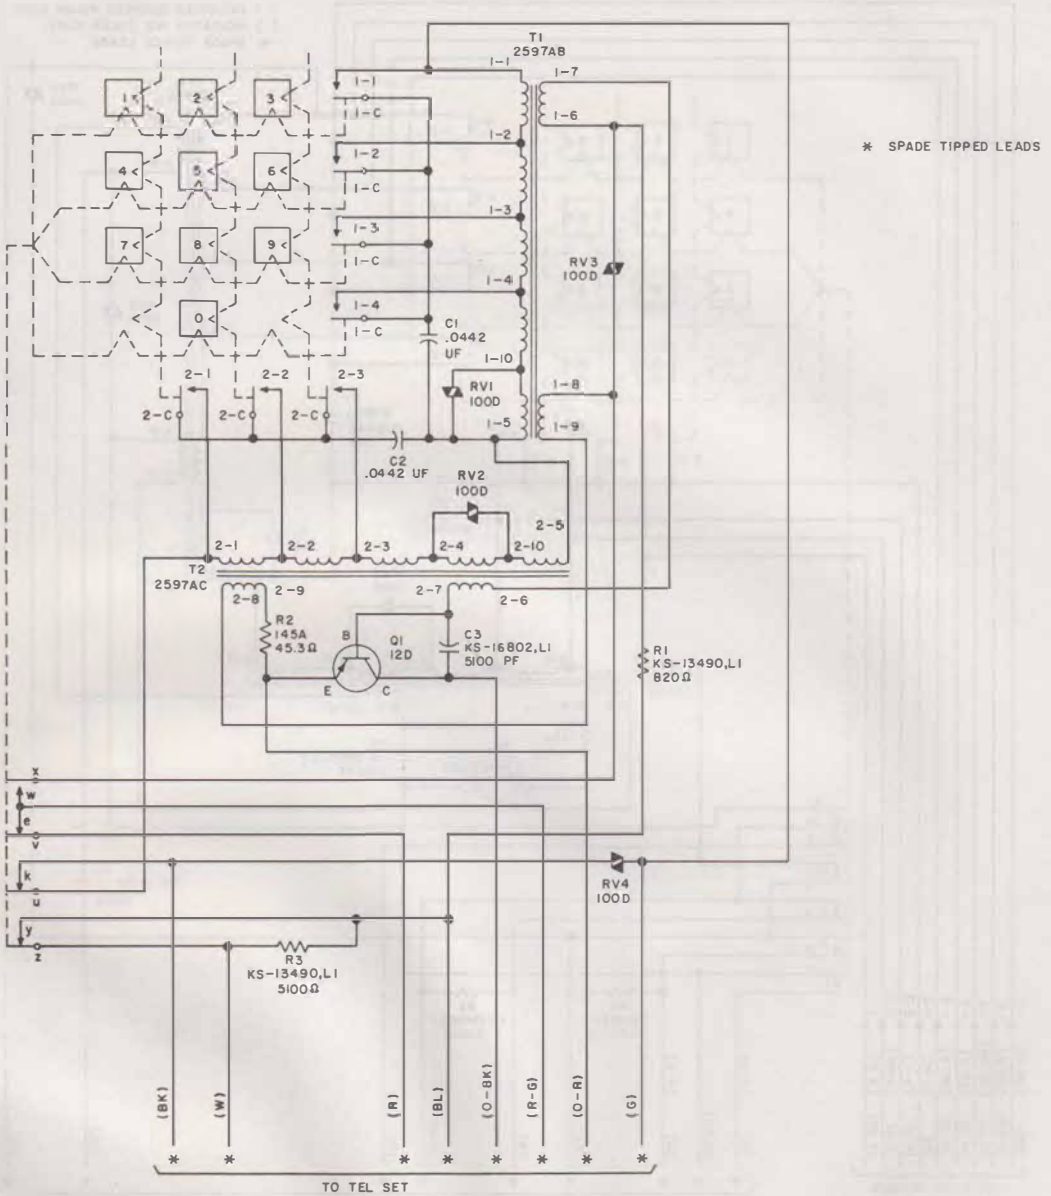 T1
2597AB
1-1
1-7
1-1
1-C
1-6
1 2 3
1-2
* SPADE TIPPED LEADS
1-2
1-C
4 5 6
1-3
1-3
1-C
7 8 9
RV3
100D
1-4
1-4
1-C
0
C1
.0442
UF
1-10
2-1 2-2 2-3
RV1
100D
1-8
2-C 2-C 2-C
1-5
1-9
C2
.0442 UF
RV2
100D
2-5
2-1 2-2 2-3 2-4 2-10
T2
2597AC
2-9
2-8
2-7
2-6
R2
145A
45.3Ω
B
Q1
12D
E C
C3
KS-16802,L1
5100 PF
R1
KS-13490,L1
820Ω
x
w
e
v
k
u
RV4
100D
y
z
R3
KS-13490,L1
5100Ω
(BK) (W) (R) (BL) (O-BK) (R-G) (O-R) (G)
* * * * * * * *
TO TEL SET